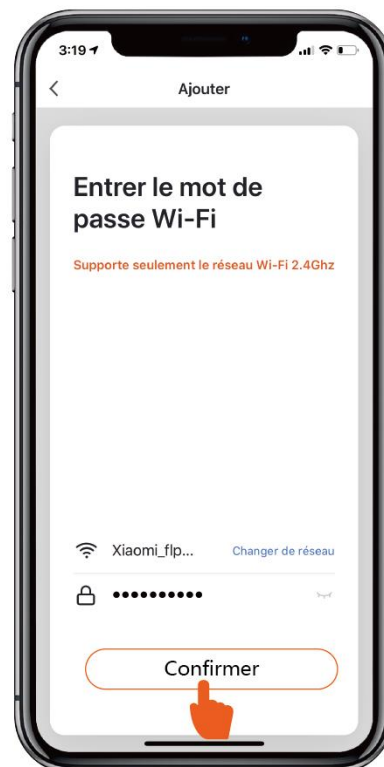 3:19
Ajouter
Entrer le mot de
passe Wi-Fi
Supporte seulement le réseau Wi-Fi 2.4Ghz
Xiaomi_flp... Changer de réseau
Confirmer